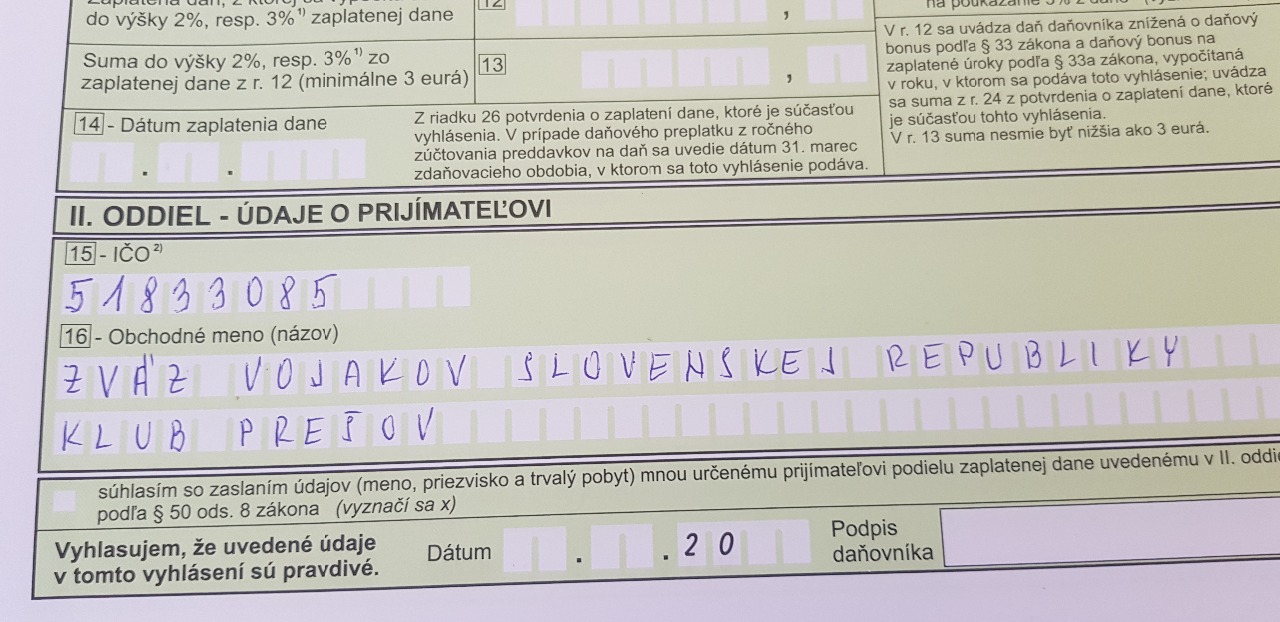 12
na poukázanie
do výšky 2%, resp. 3%¹⁾ zaplatenej dane
,
Suma do výšky 2%, resp. 3%¹⁾ zo
zaplatenej dane z r. 12 (minimálne 3 eurá)
13
,
V r. 12 sa uvádza daň daňovníka znížená o daňový
bonus podľa § 33 zákona a daňový bonus na
zaplatené úroky podľa § 33a zákona, vypočítaná
v roku, v ktorom sa podáva toto vyhlásenie; uvádza
sa suma z r. 24 z potvrdenia o zaplatení dane, ktoré
je súčasťou tohto vyhlásenia.
V r. 13 suma nesmie byť nižšia ako 3 eurá.
14 - Dátum zaplatenia dane
. .
Z riadku 26 potvrdenia o zaplatení dane, ktoré je súčasťou
vyhlásenia. V prípade daňového preplatku z ročného
zúčtovania preddavkov na daň sa uvedie dátum 31. marec
zdaňovacieho obdobia, v ktorom sa toto vyhlásenie podáva.
II. ODDIEL - ÚDAJE O PRIJÍMATEĽOVI
15 - IČO ²⁾
51833085
16 - Obchodné meno (názov)
ZVÄZ VOJAKOV SLOVENSKEJ REPUBLIKY
KLUB PREŠOV
súhlasím so zaslaním údajov (meno, priezvisko a trvalý pobyt) mnou určenému prijímateľovi podielu zaplatenej dane uvedenému v II. oddie
podľa § 50 ods. 8 zákona (vyznačí sa x)
Vyhlasujem, že uvedené údaje
v tomto vyhlásení sú pravdivé.
Dátum . . 20
Podpis
daňovníka